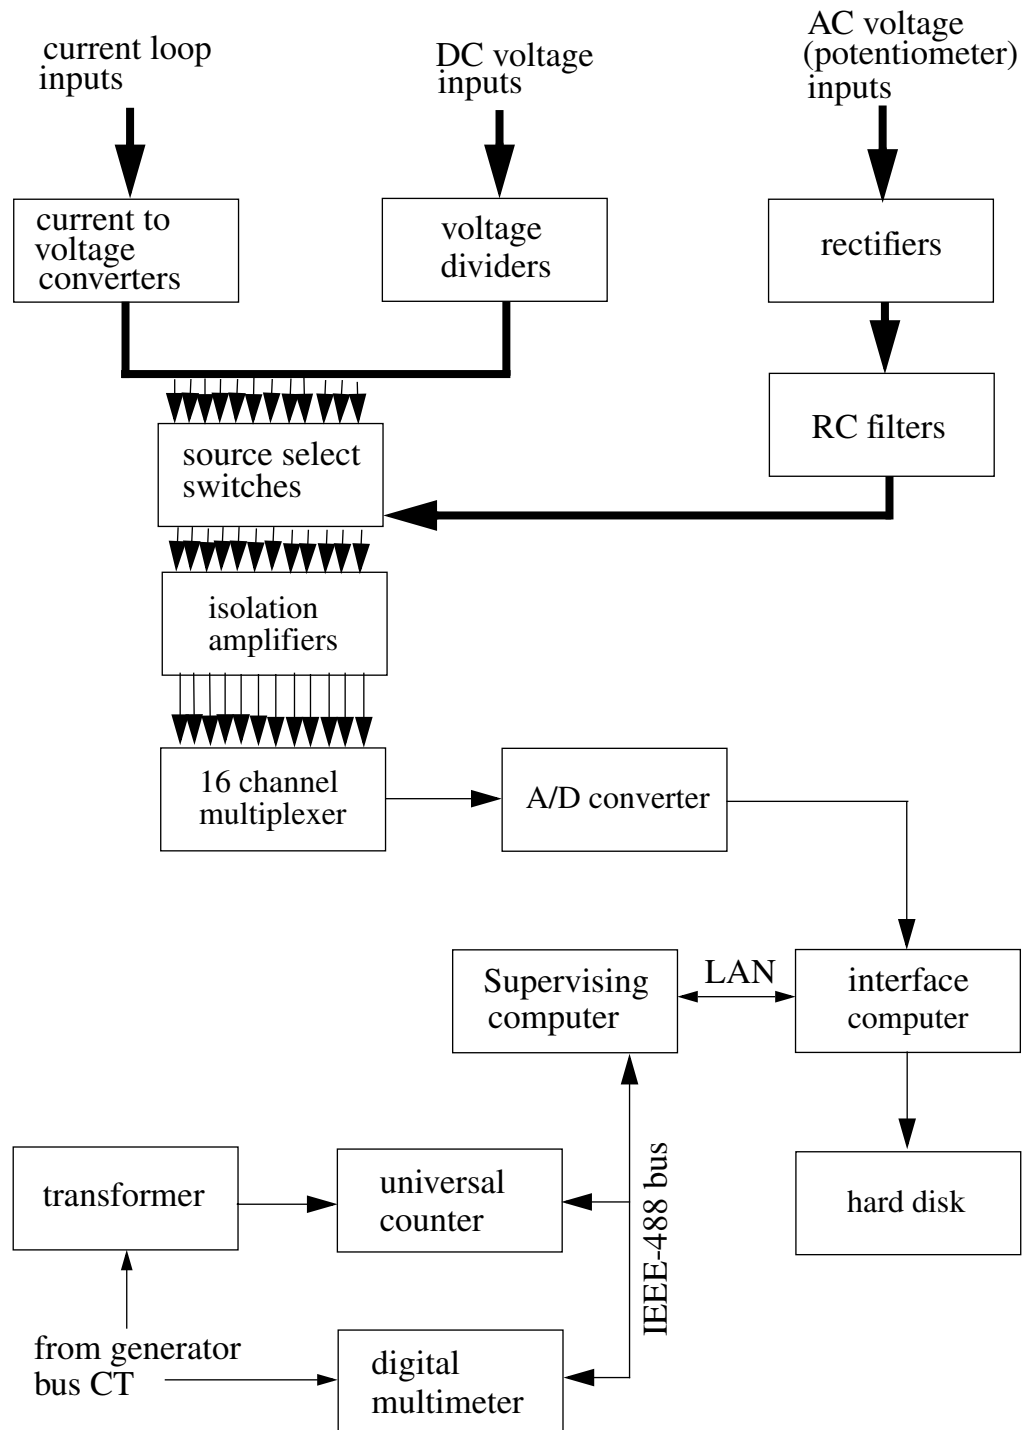 current loop
inputs
DC voltage
inputs
AC voltage
(potentiometer)
inputs
current to
voltage
converters
voltage
dividers
rectifiers
RC filters
source select
switches
isolation
amplifiers
16 channel
multiplexer
A/D converter
Supervising
computer
LAN
interface
computer
transformer
universal
counter
IEEE-488 bus
hard disk
from generator
bus CT
digital
multimeter